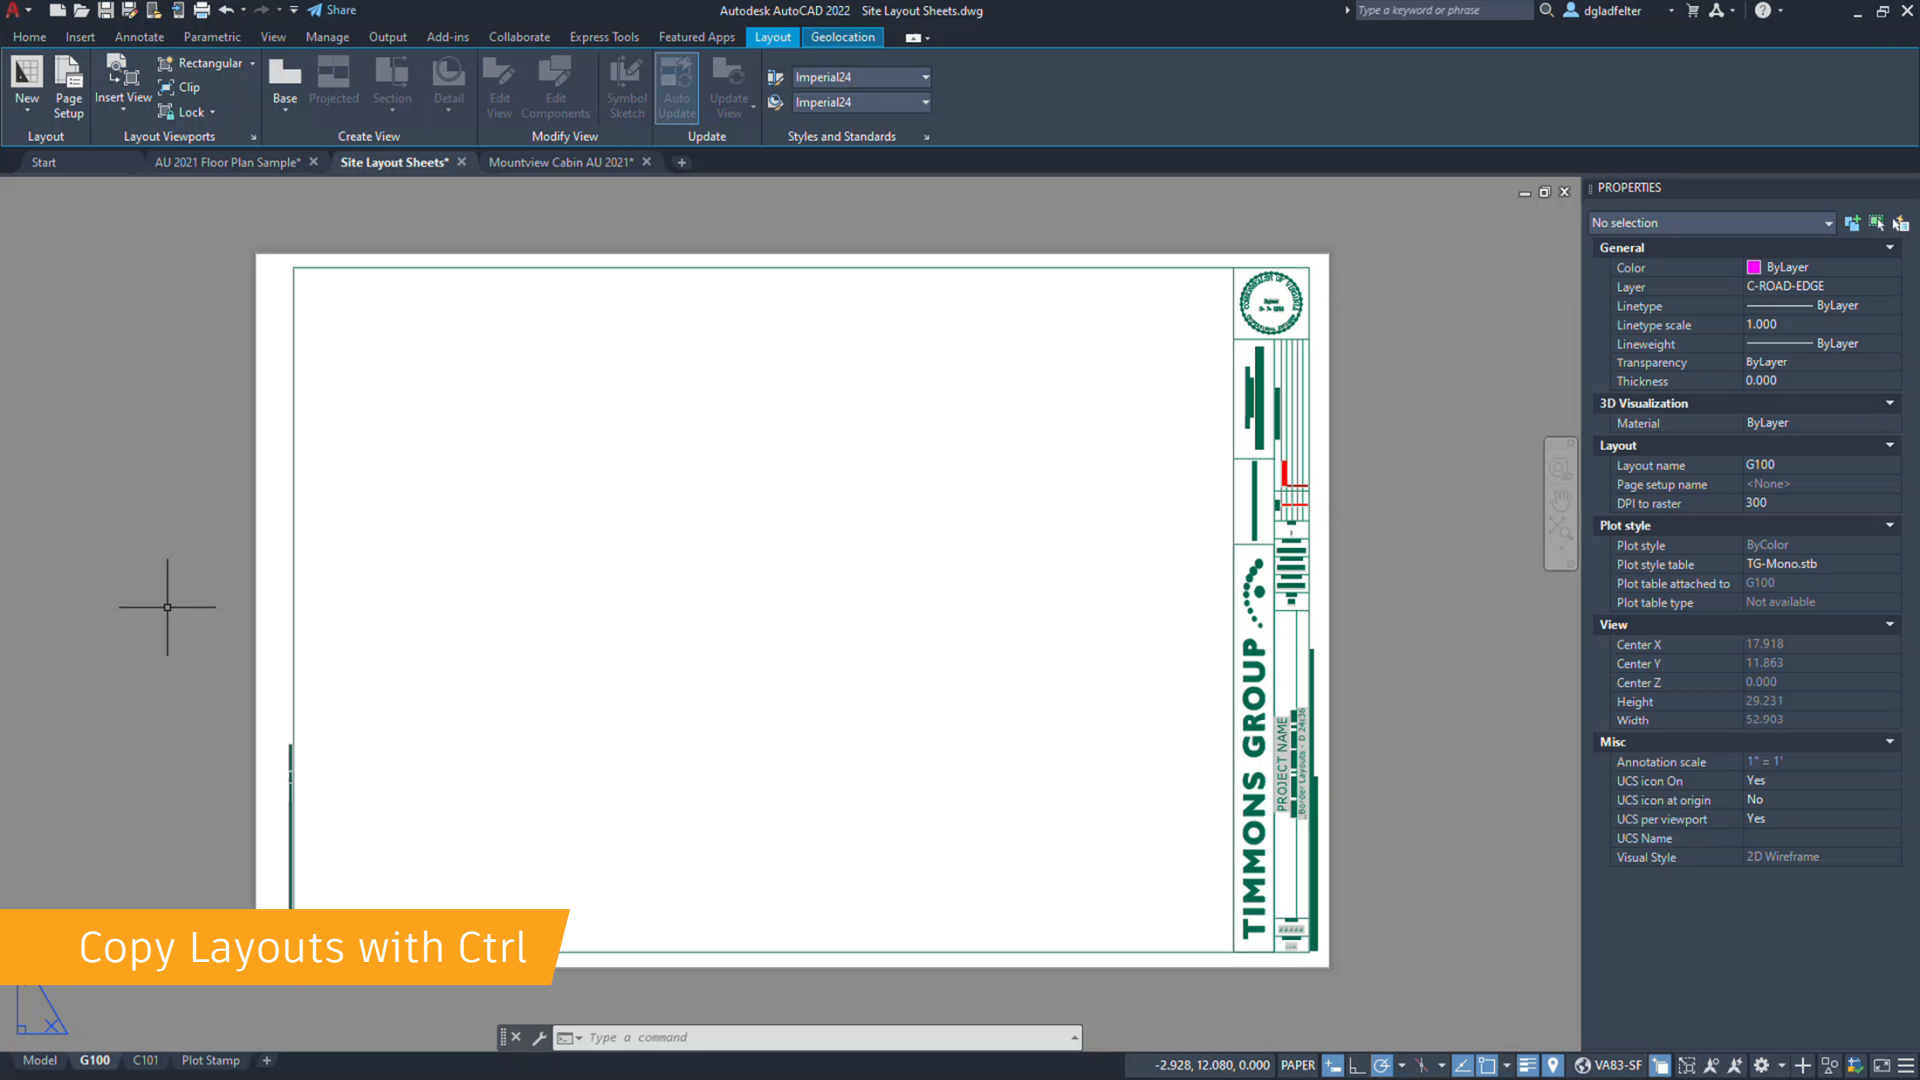 Share
Autodesk AutoCAD 2022   Site Layout Sheets.dwg
Type a keyword or phrase
dgladfelter
Home Insert Annotate Parametric View Manage Output Add-ins Collaborate Express Tools Featured Apps Layout Geolocation
New
Page Setup
Layout
Insert View
Rectangular
Clip
Lock
Layout Viewports
Base
Projected
Section
Detail
Create View
Edit View
Edit Components
Symbol Sketch
Modify View
Auto Update
Update View
Update
Imperial24
Imperial24
Styles and Standards
Start
AU 2021 Floor Plan Sample*
Site Layout Sheets*
Mountview Cabin AU 2021*
PROPERTIES
No selection
General
Color ByLayer
Layer C-ROAD-EDGE
Linetype ByLayer
Linetype scale 1.000
Lineweight ByLayer
Transparency ByLayer
Thickness 0.000
3D Visualization
Material ByLayer
Layout
Layout name G100
Page setup name <None>
DPI to raster 300
Plot style
Plot style ByColor
Plot style table TG-Mono.stb
Plot table attached to G100
Plot table type Not available
View
Center X 17.918
Center Y 11.863
Center Z 0.000
Height 29.231
Width 52.903
Misc
Annotation scale 1" = 1'
UCS icon On Yes
UCS icon at origin No
UCS per viewport Yes
UCS Name
Visual Style 2D Wireframe
TIMMONS GROUP
PROJECT NAME
Border Layouts - D 24x36
Copy Layouts with Ctrl
Type a command
Model G100 C101 Plot Stamp
-2.928, 12.080, 0.000 PAPER
VA83-SF